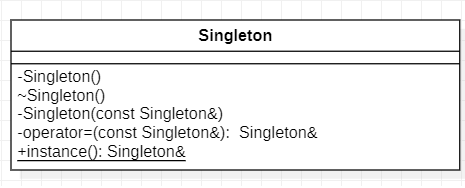 Singleton
-Singleton()
~Singleton()
-Singleton(const Singleton&)
-operator=(const Singleton&):  Singleton&
+instance(): Singleton&